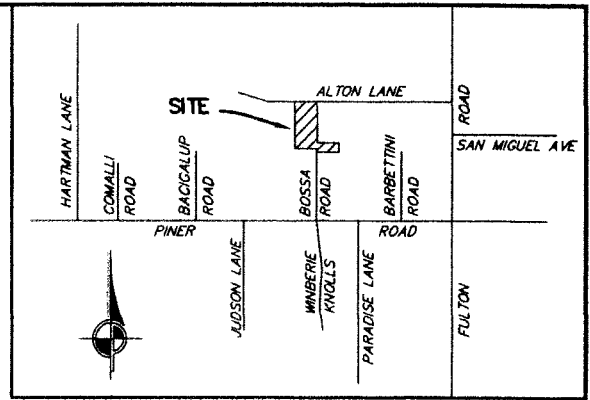 ALTON LANE
SITE
HARTMAN LANE
COMALLI
ROAD
BACIGALUP
ROAD
BOSSA
ROAD
BARBETTINI
ROAD
ROAD
SAN MIGUEL AVE
PINER
ROAD
JUDSON LANE
WINBERIE
KNOLLS
PARADISE LANE
FULTON